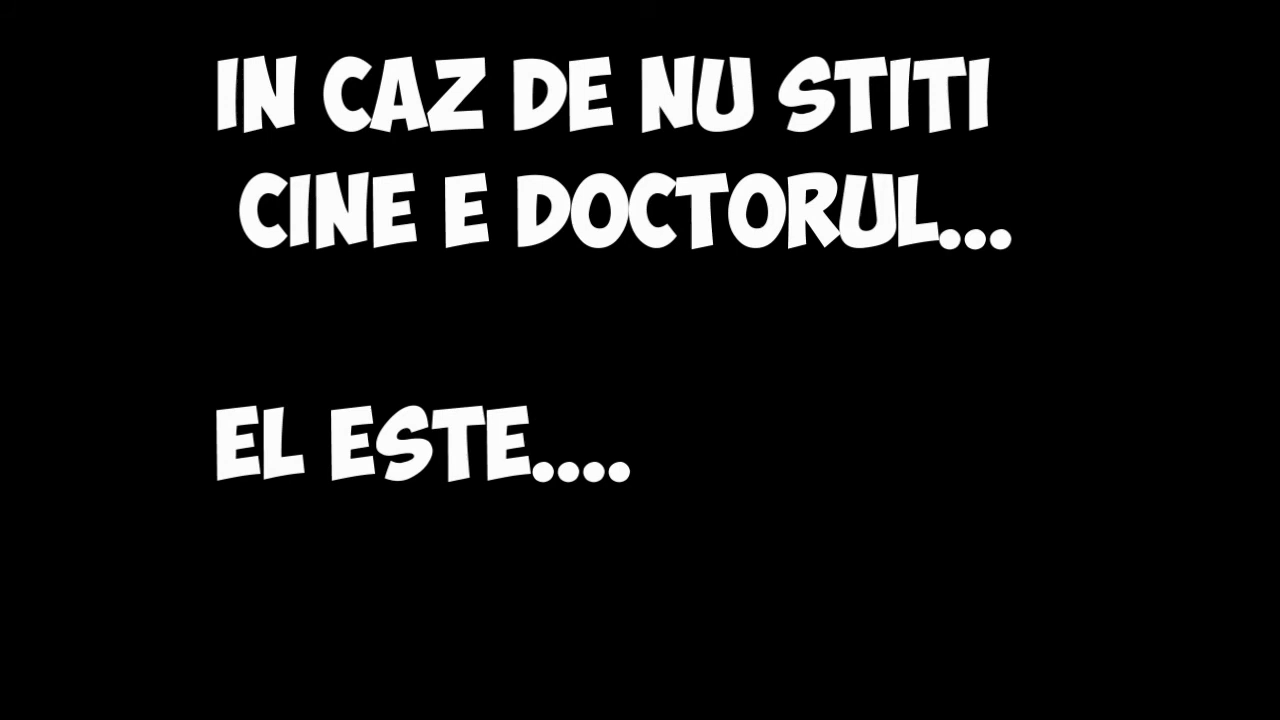 IN CAZ DE NU STITI
CINE E DOCTORUL...
EL ESTE....